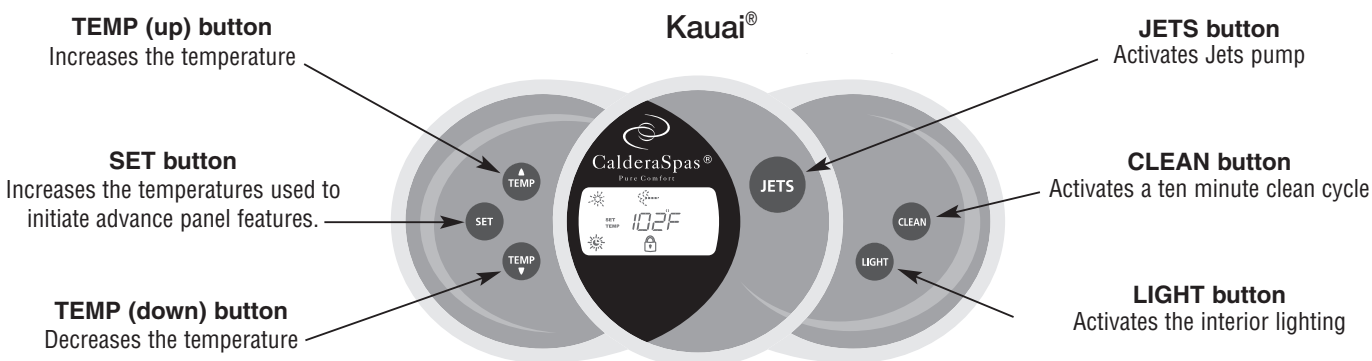 Kauai®
TEMP (up) button
Increases the temperature
SET button
Increases the temperatures used to
initiate advance panel features.
TEMP (down) button
Decreases the temperature
TEMP
SET
TEMP
CalderaSpas®
Pure Comfort
SET
TEMP
102°F
JETS
CLEAN
LIGHT
JETS button
Activates Jets pump
CLEAN button
Activates a ten minute clean cycle
LIGHT button
Activates the interior lighting